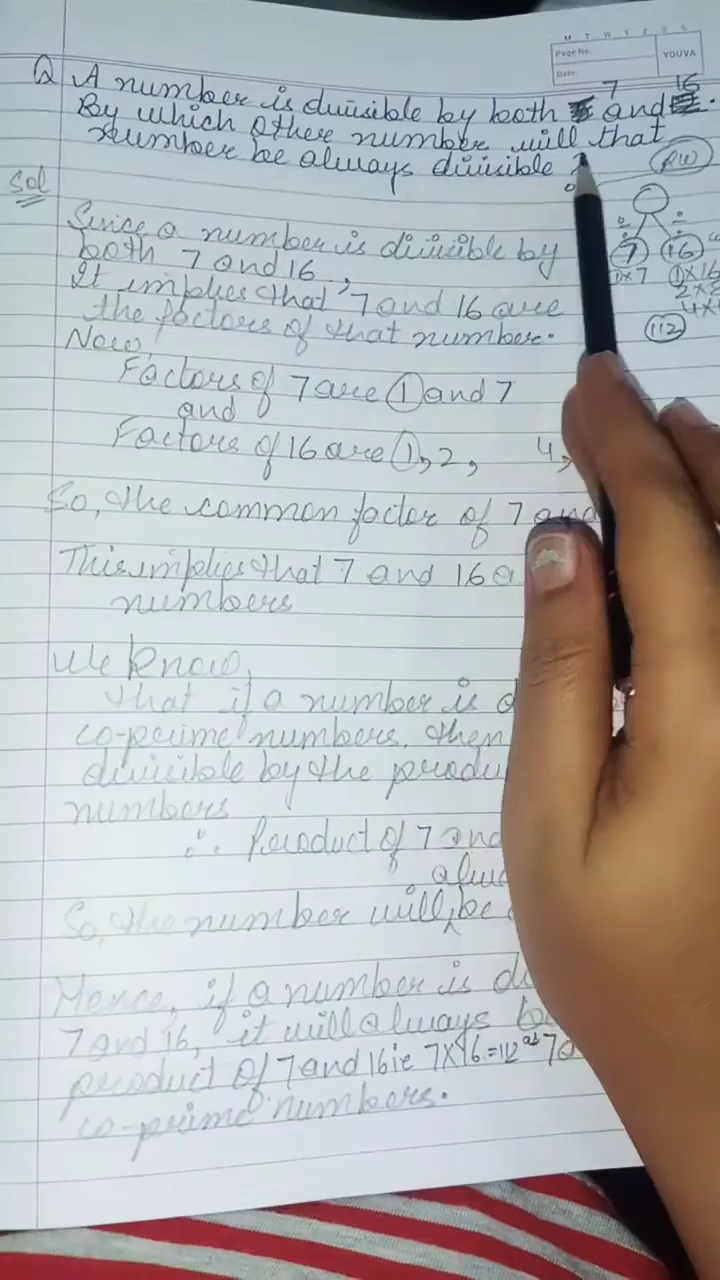 M T W T F S S
Page No.
YOUVA
Date:
Q A number is divisible by both 7 and 16.
By which other number will that
number be always divisible ?
RW
Sol
Since a number is divisible by
both 7 and 16,
It implies that 7 and 16 are
the factors of that number.
Now,
Factors of 7 are 1 and 7
and
Factors of 16 are 1, 2, 4,
So, the common factor of 7 and
This implies that 7 and 16 a
numbers
We know,
that if a number is d
co-prime numbers, then
divisible by the produ
numbers
∴ Product of 7 and
alwa
So, the number will be
Hence, if a number is di
7 and 16, it will always b
product of 7 and 16 i.e 7×16=112 as 7 a
co-prime numbers.
7 16
1×7 1×16
2×8
4×4
112